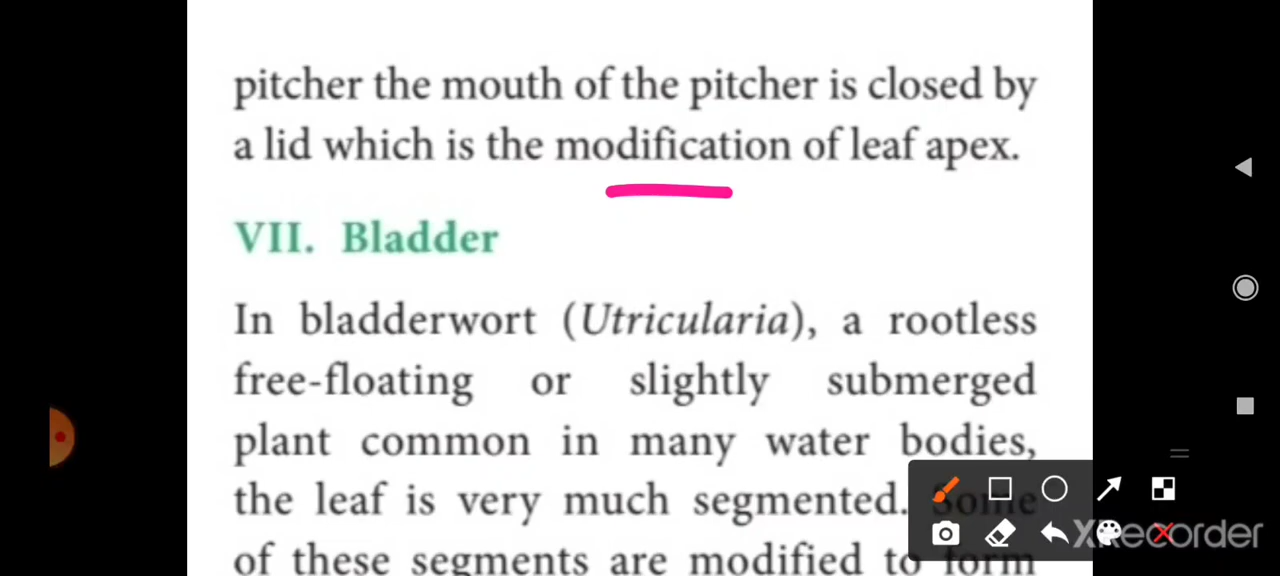 pitcher the mouth of the pitcher is closed by
a lid which is the modification of leaf apex.
VII. Bladder
In bladderwort (Utricularia), a rootless
free-floating or slightly submerged
plant common in many water bodies,
the leaf is very much segmented. Some
of these segments are modified to form
XRecorder